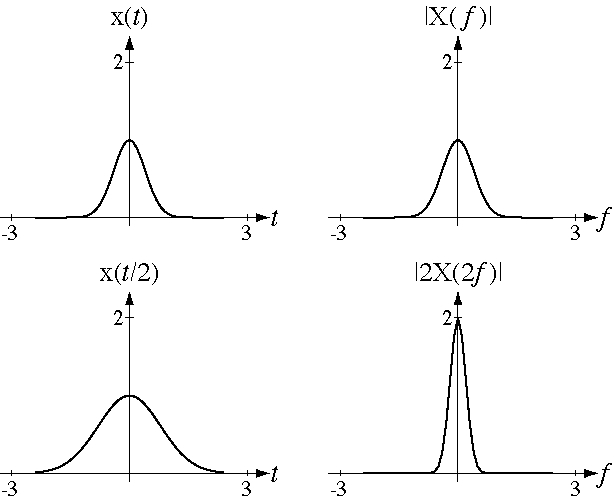 x(t) |X( f )|
2 2
-3 3 t -3 3 f
x(t/2) |2X(2f)|
2 2
-3 3 t -3 3 f